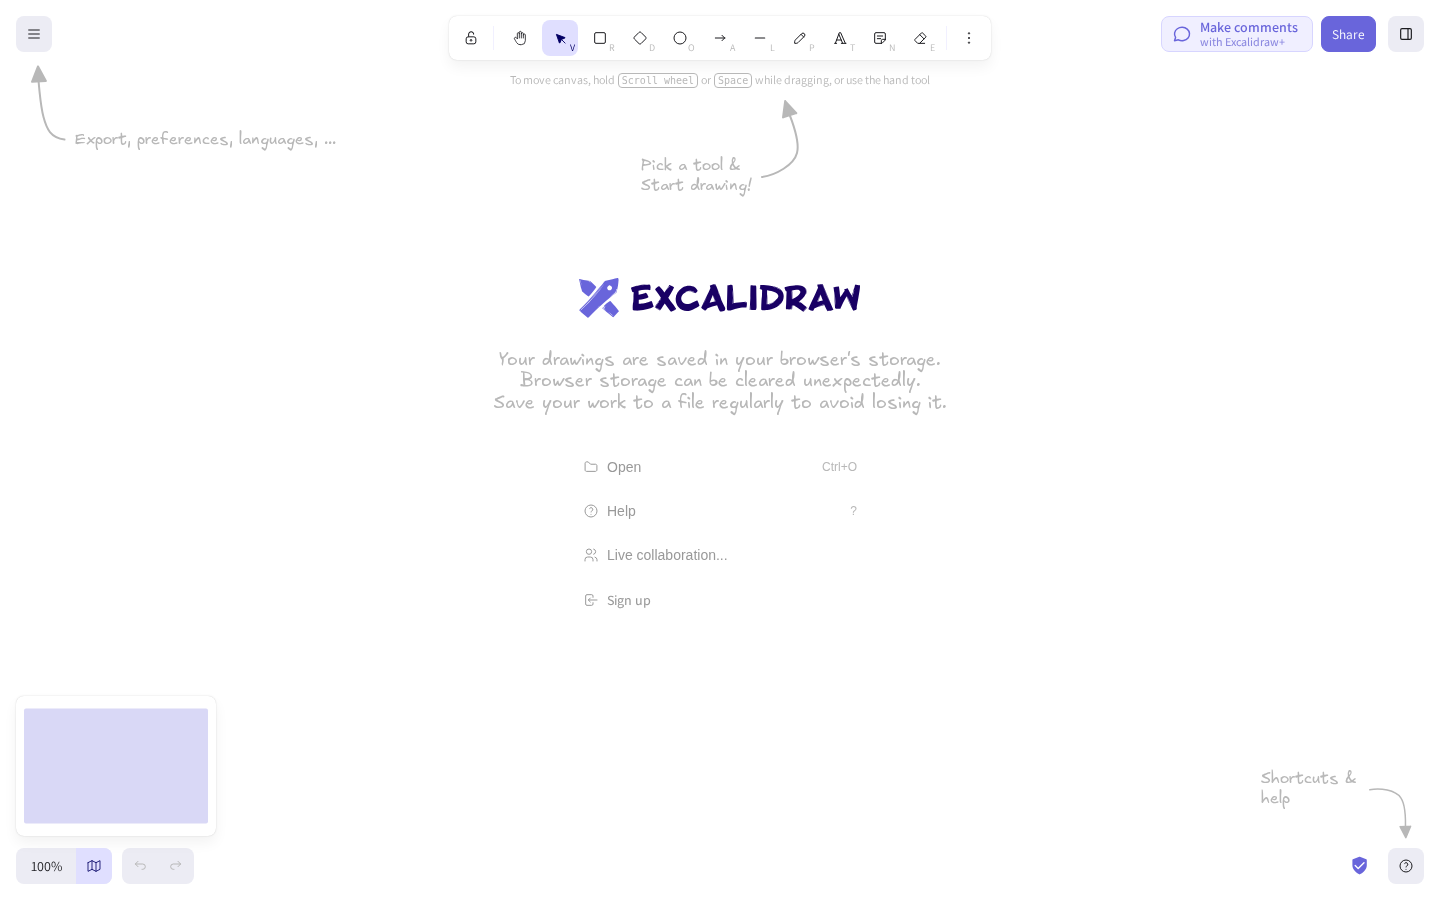 V
R
D
O
A
L
P
T
N
E
Make comments
with Excalidraw+
Share
To move canvas, hold Scroll wheel or Space while dragging, or use the hand tool
Export, preferences, languages, ...
Pick a tool &
Start drawing!
EXCALIDRAW
Your drawings are saved in your browser's storage.
Browser storage can be cleared unexpectedly.
Save your work to a file regularly to avoid losing it.
Open Ctrl+O
Help ?
Live collaboration...
Sign up
Shortcuts &
help
100%